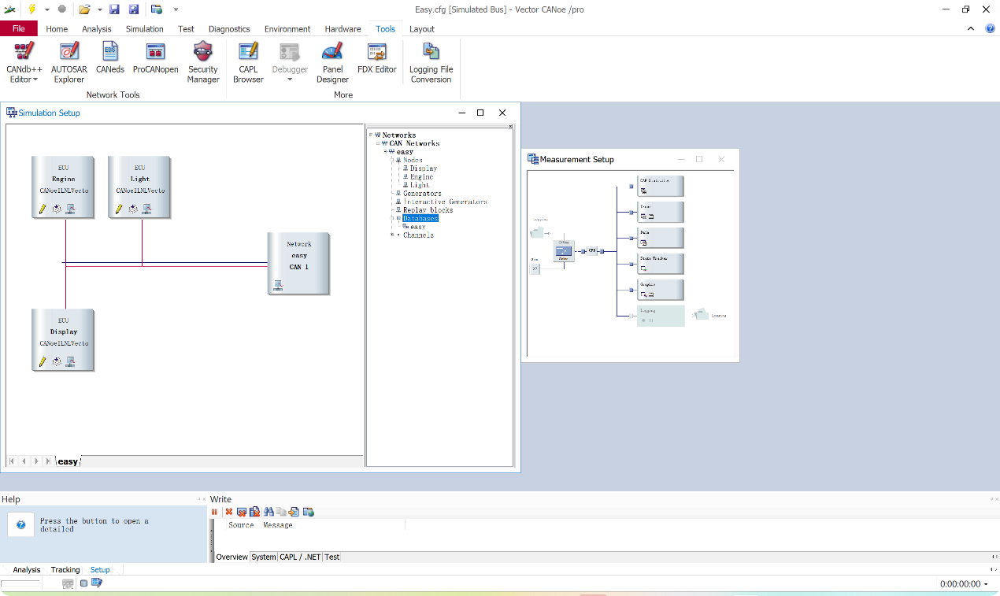 Easy.cfg [Simulated Bus] - Vector CANoe /pro
File Home Analysis Simulation Test Diagnostics Environment Hardware Tools Layout
CANdb++ Editor
AUTOSAR Explorer
CANeds
ProCANopen
Security Manager
CAPL Browser
Debugger
Panel Designer
FDX Editor
Logging File Conversion
Network Tools
More
Simulation Setup
ECU
Engine
CANoeILNLVecto
ECU
Light
CANoeILNLVecto
Network
easy
CAN 1
ECU
Display
CANoeILNLVecto
easy
Networks
CAN Networks
easy
Nodes
Display
Engine
Light
Generators
Interactive Generators
Replay blocks
Databases
easy
Channels
Measurement Setup
CAN Statistics
Trace
Data
State Tracker
Graphic
Logging
Logging
Logging
Offline
Online
Sim
Help
Press the button to open a
detailed
Write
Source Message
Overview System CAPL / .NET Test
Analysis Tracking Setup
CAPL
0:00:00:00